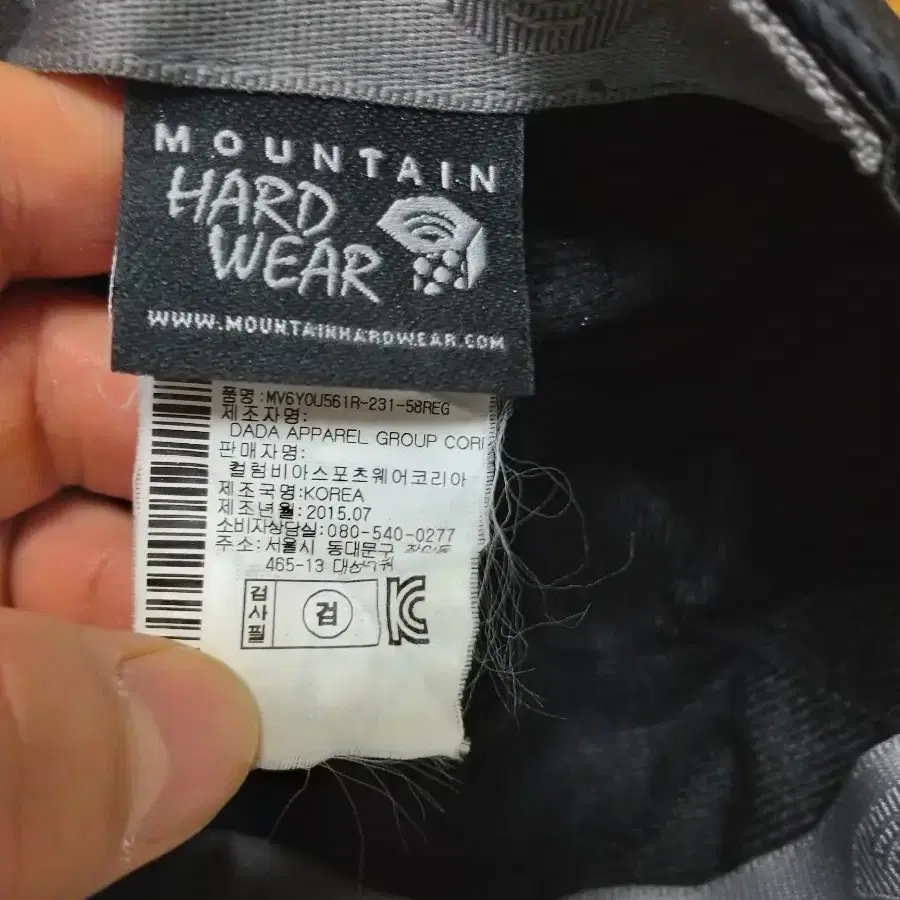 MOUNTAIN
HARD
WEAR
WWW.MOUNTAINHARDWEAR.COM
품명:MV6Y0U561R-231-58REG
제조자명:
DADA APPAREL GROUP COR
판매자명:
컬럼비아스포츠웨어코리아
제조국명:KOREA
제조년월:2015.07
소비자상담실:080-540-0277
주소:서울시 동대문구
465-13
검사필
검
KC